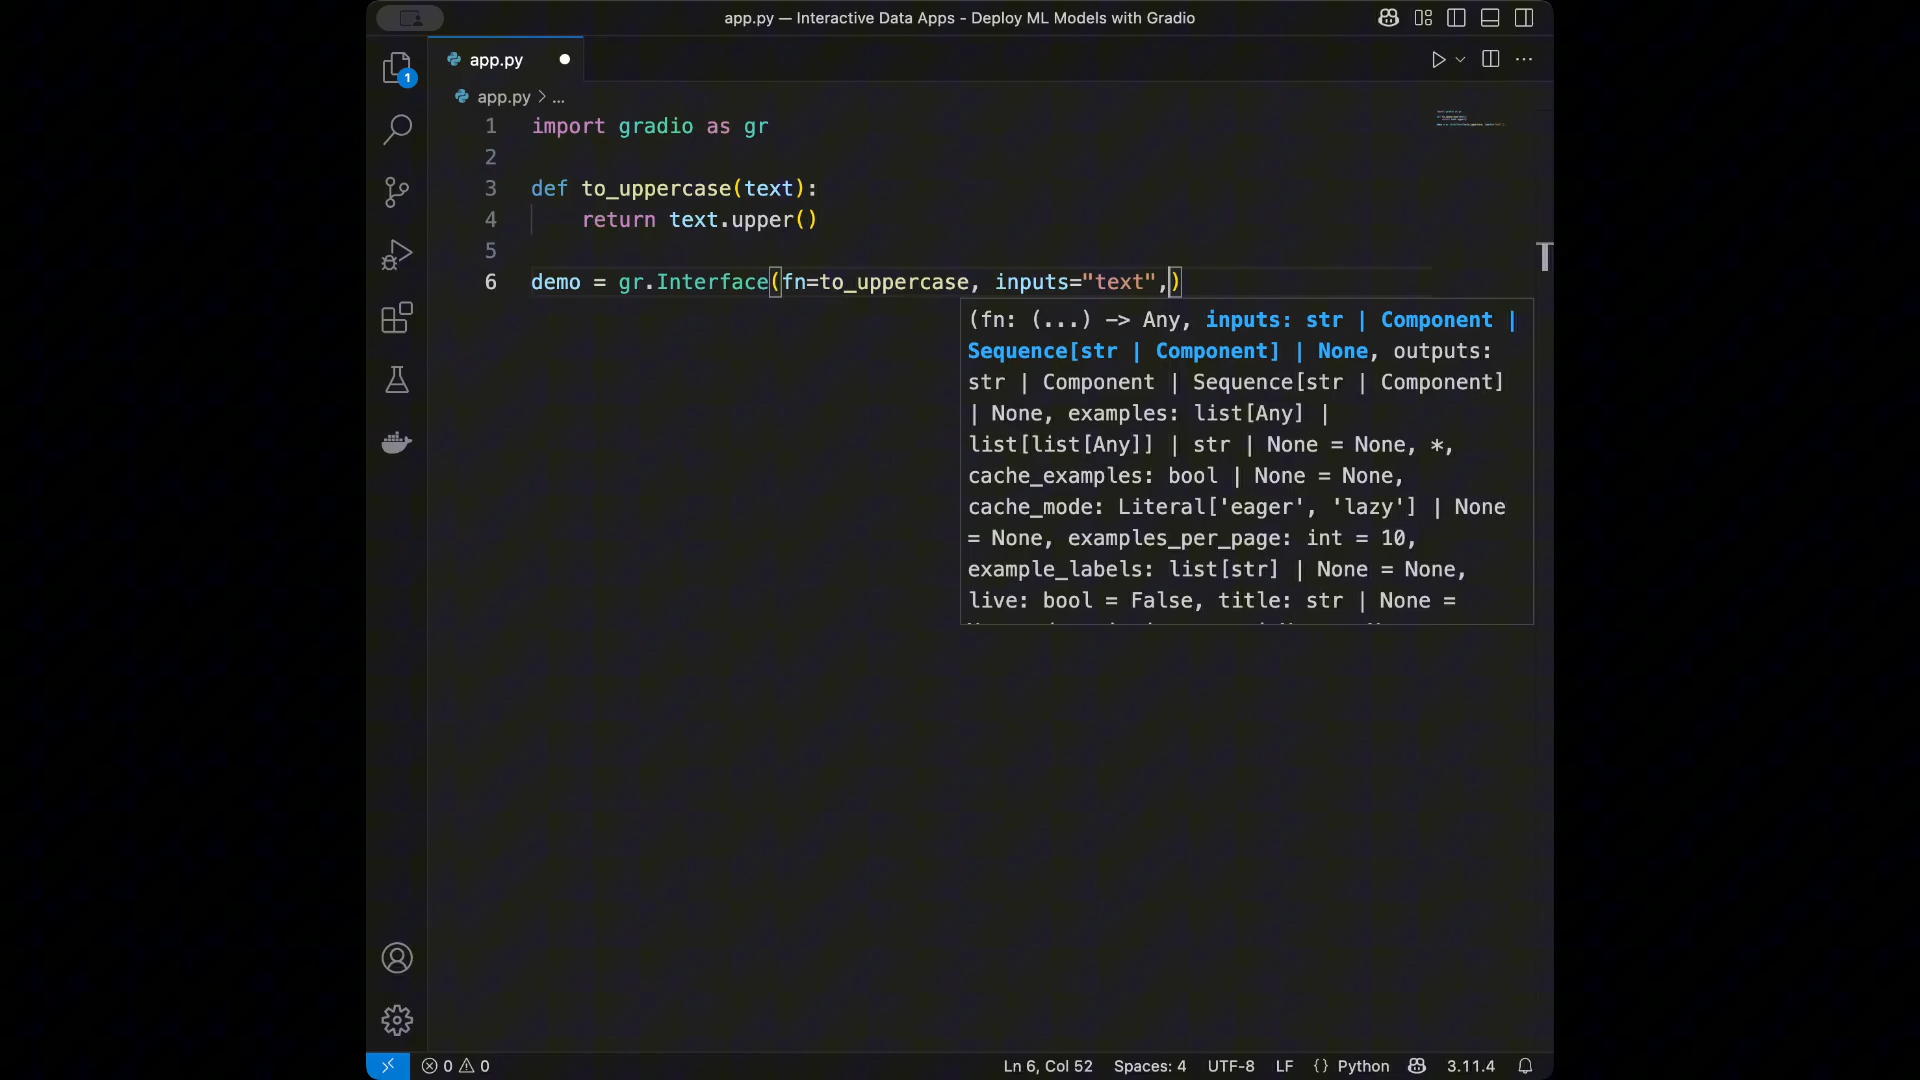 app.py — Interactive Data Apps - Deploy ML Models with Gradio
1
app.py
app.py > ...
1 import gradio as gr
2
3 def to_uppercase(text):
4 return text.upper()
5
6 demo = gr.Interface(fn=to_uppercase, inputs="text",)
(fn: (...) -> Any, inputs: str | Component |
Sequence[str | Component] | None, outputs:
str | Component | Sequence[str | Component]
| None, examples: list[Any] |
list[list[Any]] | str | None = None, *,
cache_examples: bool | None = None,
cache_mode: Literal['eager', 'lazy'] | None
= None, examples_per_page: int = 10,
example_labels: list[str] | None = None,
live: bool = False, title: str | None =
0 0 Ln 6, Col 52 Spaces: 4 UTF-8 LF {} Python 3.11.4